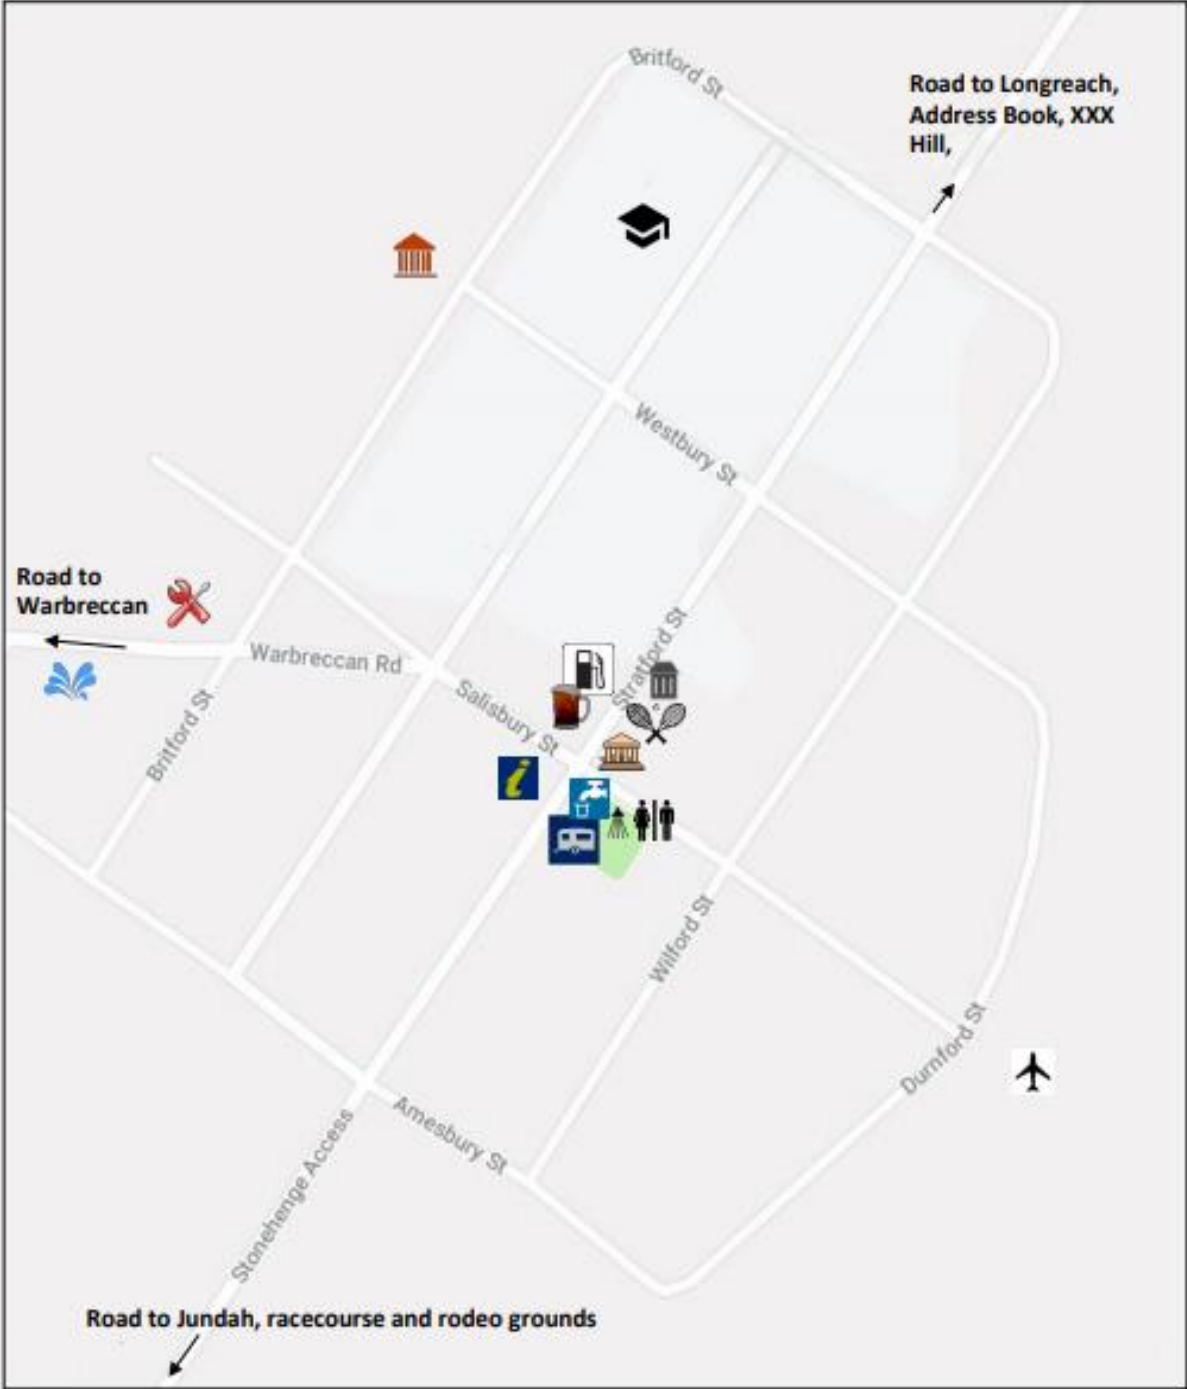 Britford St
Road to Longreach,
Address Book, XXX
Hill,
Westbury St
Road to
Warbreccan
Warbreccan Rd
Stratford St
Salisbury St
Britford St
i
Wilford St
Durnford St
Amesbury St
Stonehenge Access
Road to Jundah, racecourse and rodeo grounds